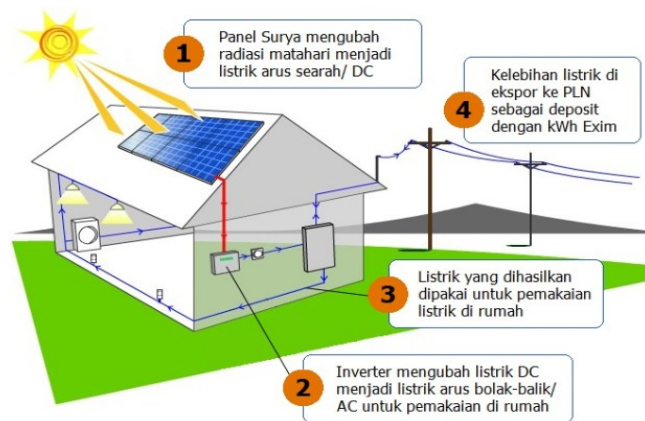 1
Panel Surya mengubah
radiasi matahari menjadi
listrik arus searah/ DC
4
Kelebihan listrik di
ekspor ke PLN
sebagai deposit
dengan kWh Exim
3
Listrik yang dihasilkan
dipakai untuk pemakaian
listrik di rumah
2
Inverter mengubah listrik DC
menjadi listrik arus bolak-balik/
AC untuk pemakaian di rumah